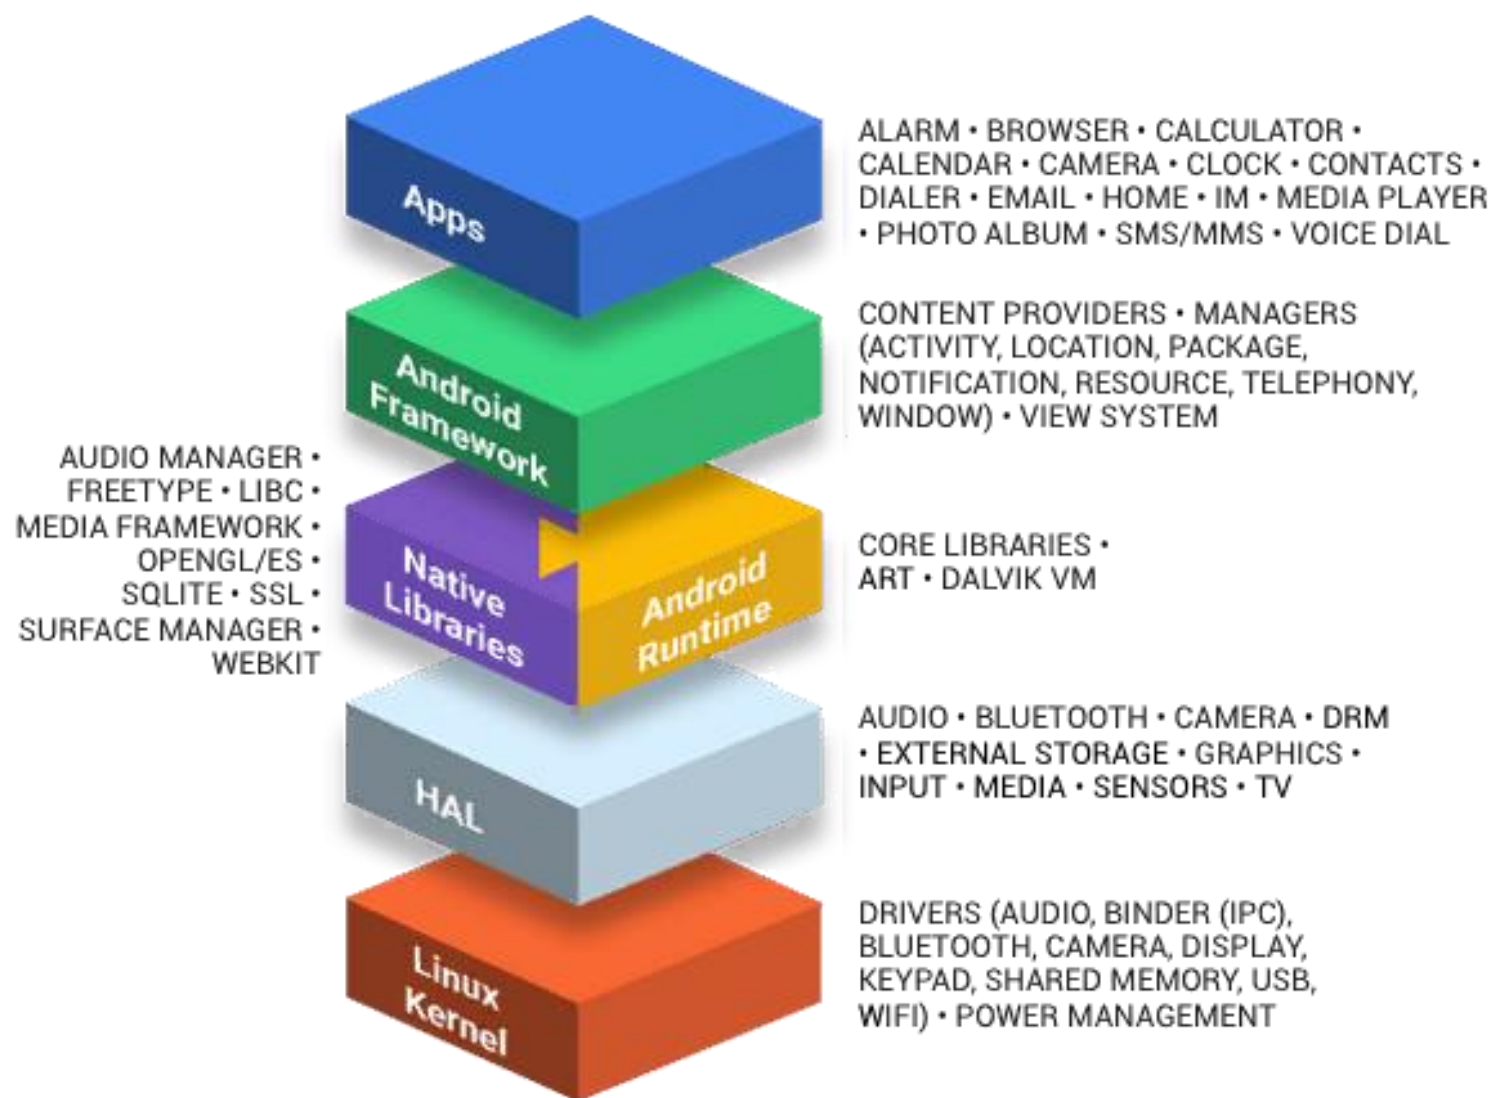 Apps
ALARM • BROWSER • CALCULATOR •
CALENDAR • CAMERA • CLOCK • CONTACTS •
DIALER • EMAIL • HOME • IM • MEDIA PLAYER
• PHOTO ALBUM • SMS/MMS • VOICE DIAL
Android
Framework
CONTENT PROVIDERS • MANAGERS
(ACTIVITY, LOCATION, PACKAGE,
NOTIFICATION, RESOURCE, TELEPHONY,
WINDOW) • VIEW SYSTEM
AUDIO MANAGER •
FREETYPE • LIBC •
MEDIA FRAMEWORK •
OPENGL/ES •
SQLITE • SSL •
SURFACE MANAGER •
WEBKIT
Native
Libraries
Android
Runtime
CORE LIBRARIES •
ART • DALVIK VM
HAL
AUDIO • BLUETOOTH • CAMERA • DRM
• EXTERNAL STORAGE • GRAPHICS •
INPUT • MEDIA • SENSORS • TV
Linux
Kernel
DRIVERS (AUDIO, BINDER (IPC),
BLUETOOTH, CAMERA, DISPLAY,
KEYPAD, SHARED MEMORY, USB,
WIFI) • POWER MANAGEMENT